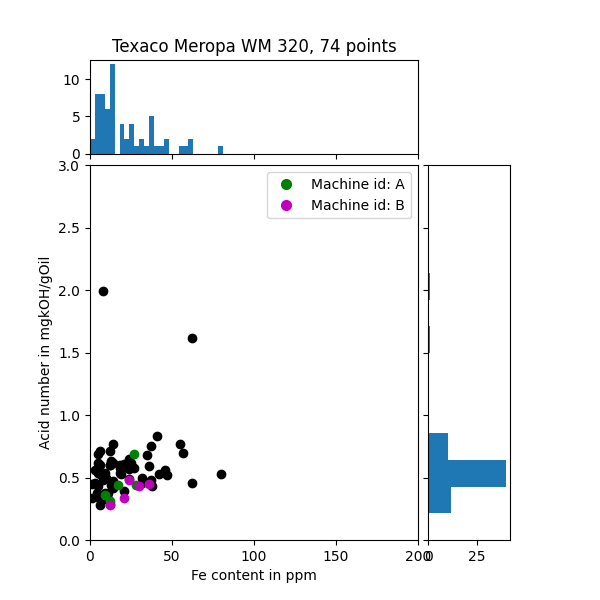 Texaco Meropa WM 320, 74 points
10
5
0
3.0
2.5
2.0
1.5
1.0
0.5
0.0
Acid number in mgkOH/gOil
Machine id: A
Machine id: B
0 50 100 150 200
0 25
Fe content in ppm